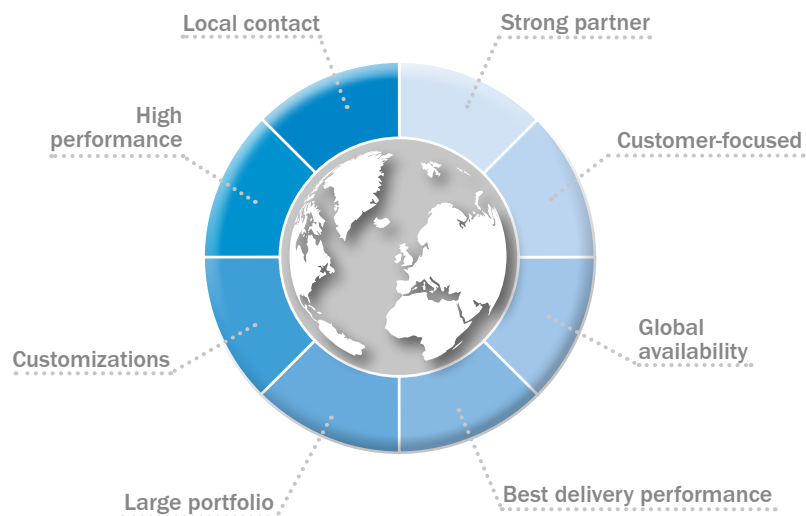 Local contact
Strong partner
High
performance
Customer-focused
Global
availability
Customizations
Best delivery performance
Large portfolio